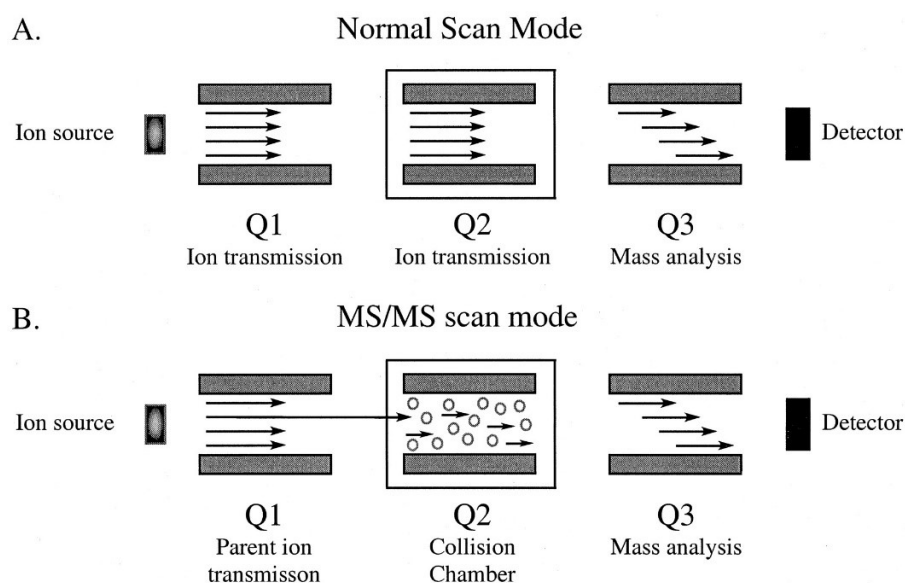 A.
Normal Scan Mode
Ion source
Detector
Q1
Q2
Q3
Ion transmission
Ion transmission
Mass analysis
B.
MS/MS scan mode
Ion source
Detector
Q1
Q2
Q3
Parent ion
transmisson
Collision
Chamber
Mass analysis